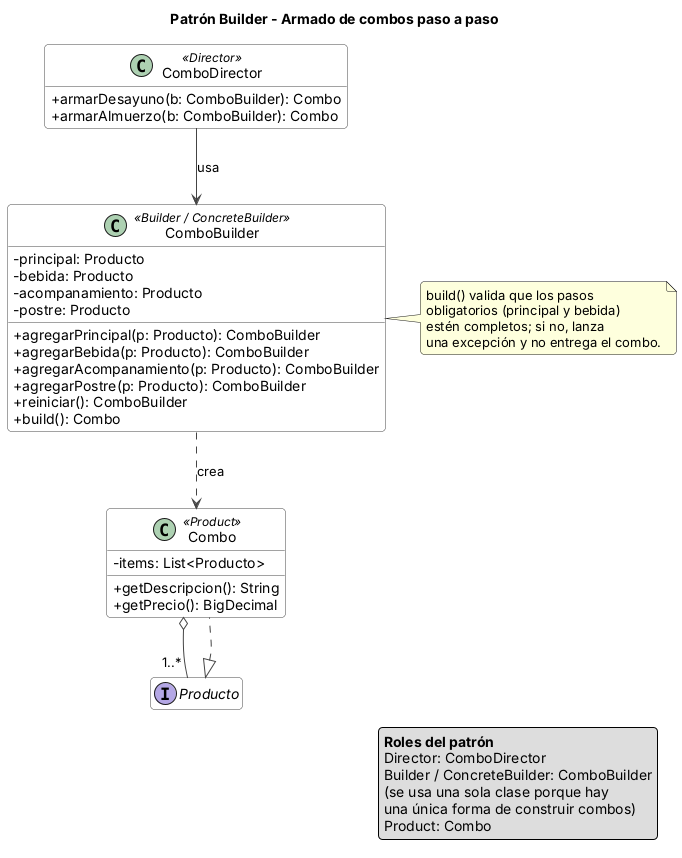 Patrón Builder - Armado de combos paso a paso
C
«Director»
ComboDirector
+armarDesayuno(b: ComboBuilder): Combo
+armarAlmuerzo(b: ComboBuilder): Combo
usa
C
«Builder / ConcreteBuilder»
ComboBuilder
-principal: Producto
-bebida: Producto
-acompanamiento: Producto
-postre: Producto
+agregarPrincipal(p: Producto): ComboBuilder
+agregarBebida(p: Producto): ComboBuilder
+agregarAcompanamiento(p: Producto): ComboBuilder
+agregarPostre(p: Producto): ComboBuilder
+reiniciar(): ComboBuilder
+build(): Combo
build() valida que los pasos
obligatorios (principal y bebida)
estén completos; si no, lanza
una excepción y no entrega el combo.
crea
C
«Product»
Combo
-items: List<Producto>
+getDescripcion(): String
+getPrecio(): BigDecimal
1..*
I
Producto
Roles del patrón
Director: ComboDirector
Builder / ConcreteBuilder: ComboBuilder
(se usa una sola clase porque hay
una única forma de construir combos)
Product: Combo